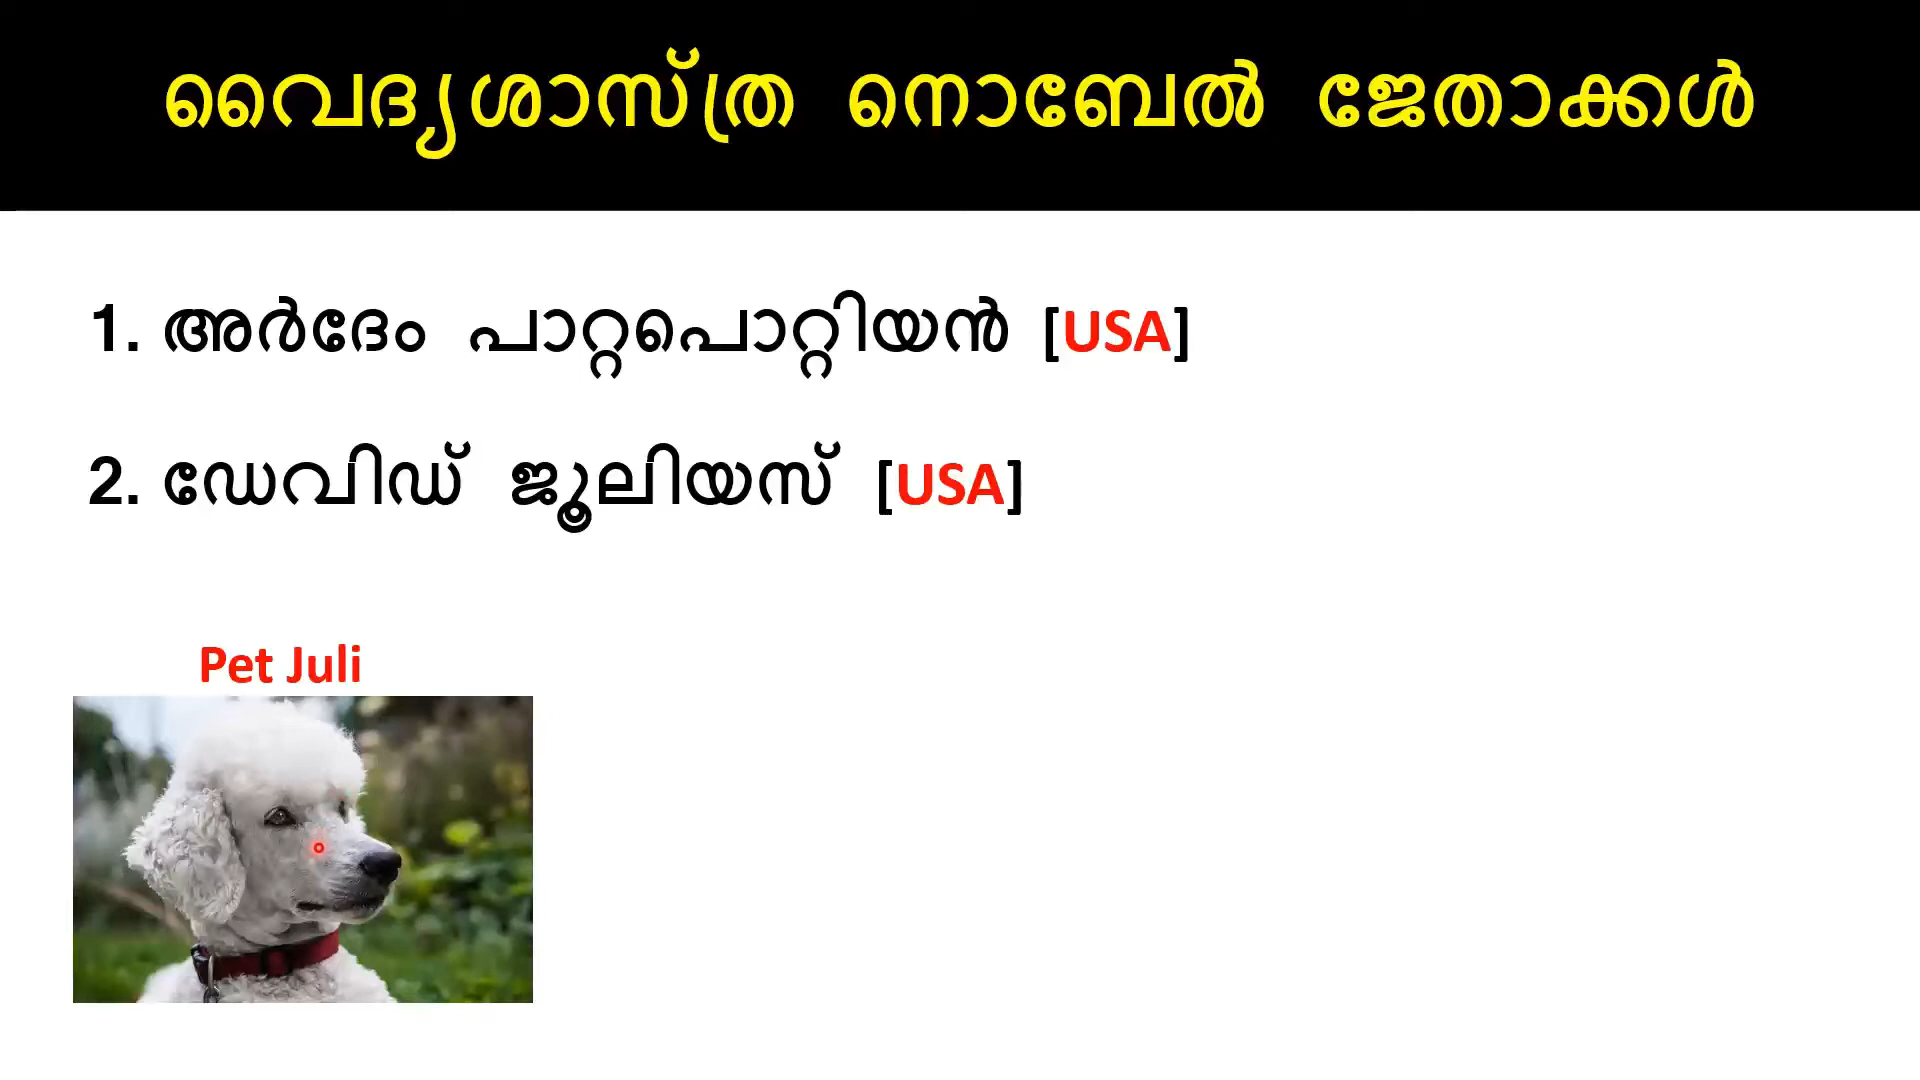 വൈദ്യശാസ്ത്ര നൊബേൽ ജേതാക്കൾ
1. അർദേം പാറ്റപൊറ്റിയൻ [USA]
2. ഡേവിഡ് ജൂലിയസ് [USA]
Pet Juli